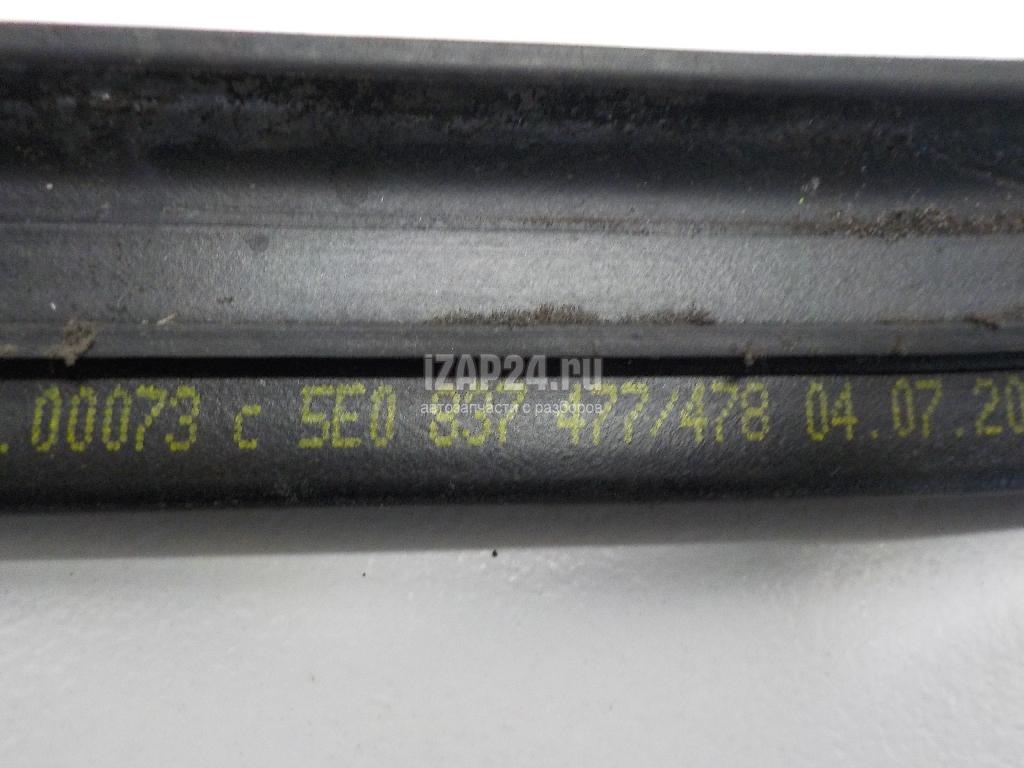 iZAP24.ru
.00073 c 5E0 837 477/478 04.07.20
автозапчасти с разборов